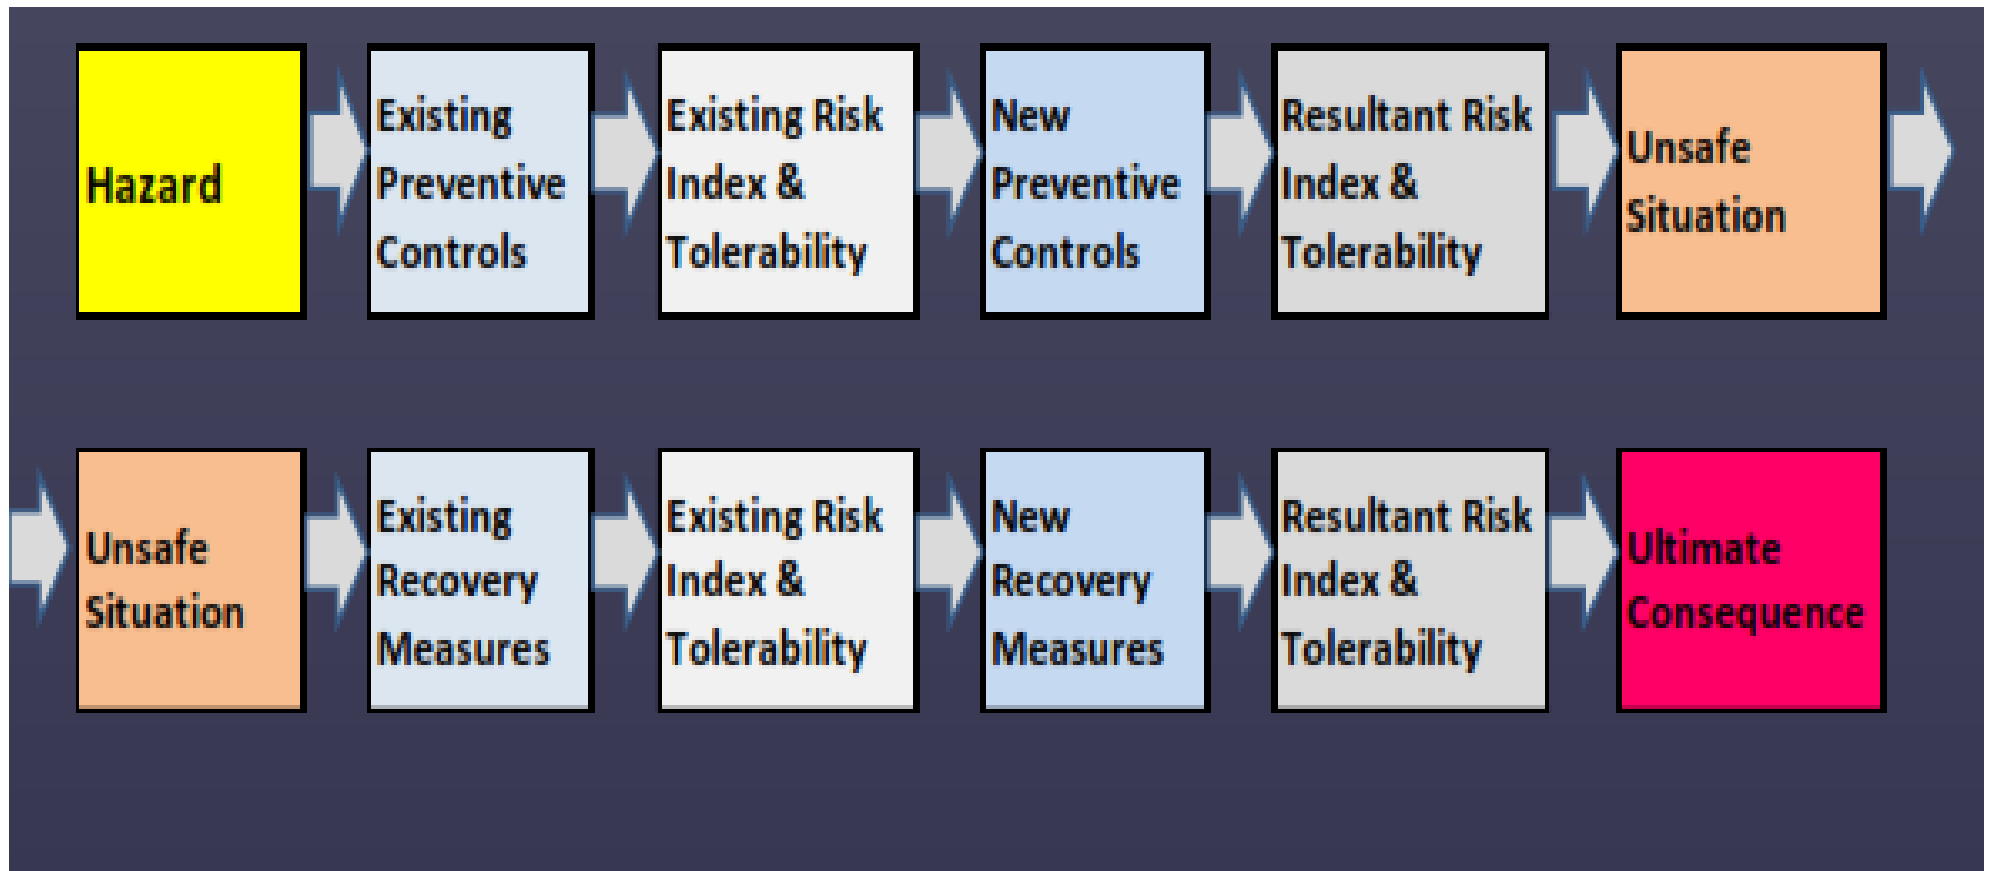 Hazard
Existing
Preventive
Controls
Existing Risk
Index &
Tolerability
New
Preventive
Controls
Resultant Risk
Index &
Tolerability
Unsafe
Situation
Unsafe
Situation
Existing
Recovery
Measures
Existing Risk
Index &
Tolerability
New
Recovery
Measures
Resultant Risk
Index &
Tolerability
Ultimate
Consequence